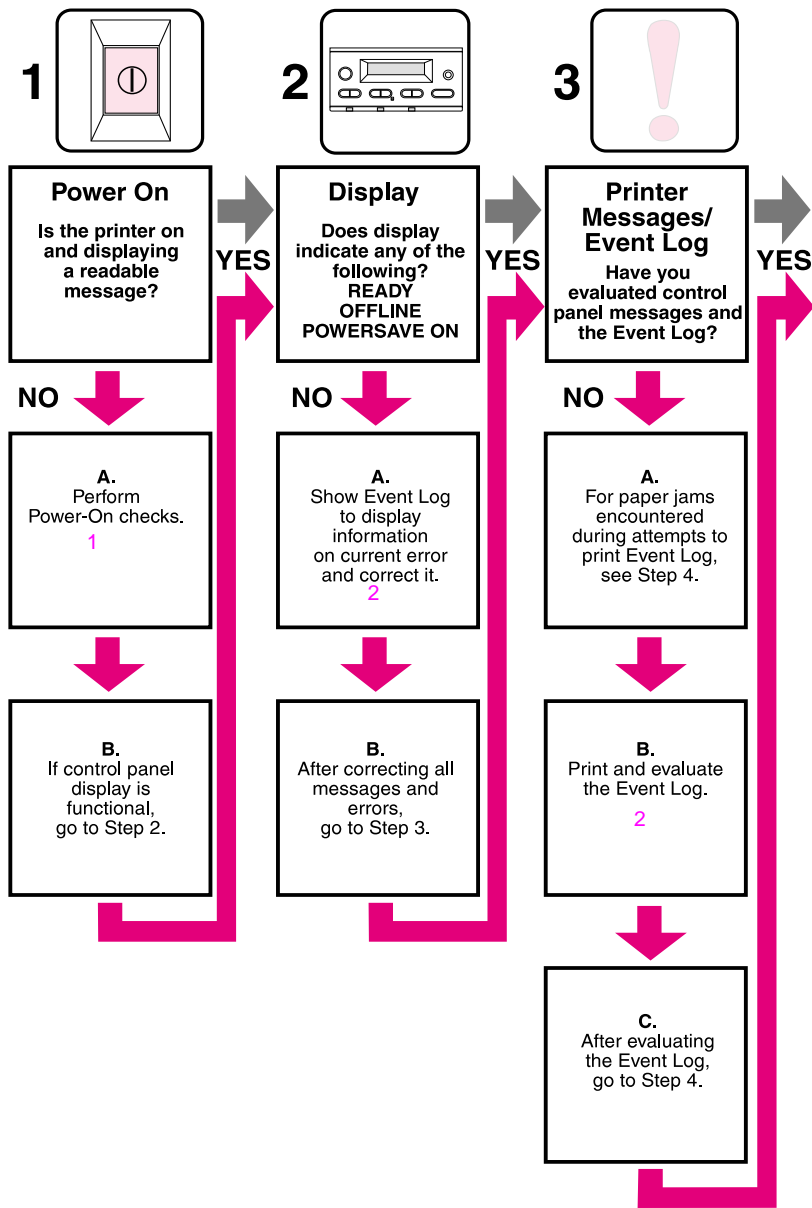 1
Power On
Is the printer on
and displaying
a readable
message?
YES
NO
A.
Perform
Power-On checks.
1
B.
If control panel
display is
functional,
go to Step 2.
2
Display
Does display
indicate any of the
following?
READY
OFFLINE
POWERSAVE ON
YES
NO
A.
Show Event Log
to display
information
on current error
and correct it.
2
B.
After correcting all
messages and
errors,
go to Step 3.
3
Printer
Messages/
Event Log
Have you
evaluated control
panel messages and
the Event Log?
YES
NO
A.
For paper jams
encountered
during attempts to
print Event Log,
see Step 4.
B.
Print and evaluate
the Event Log.
2
C.
After evaluating
the Event Log,
go to Step 4.